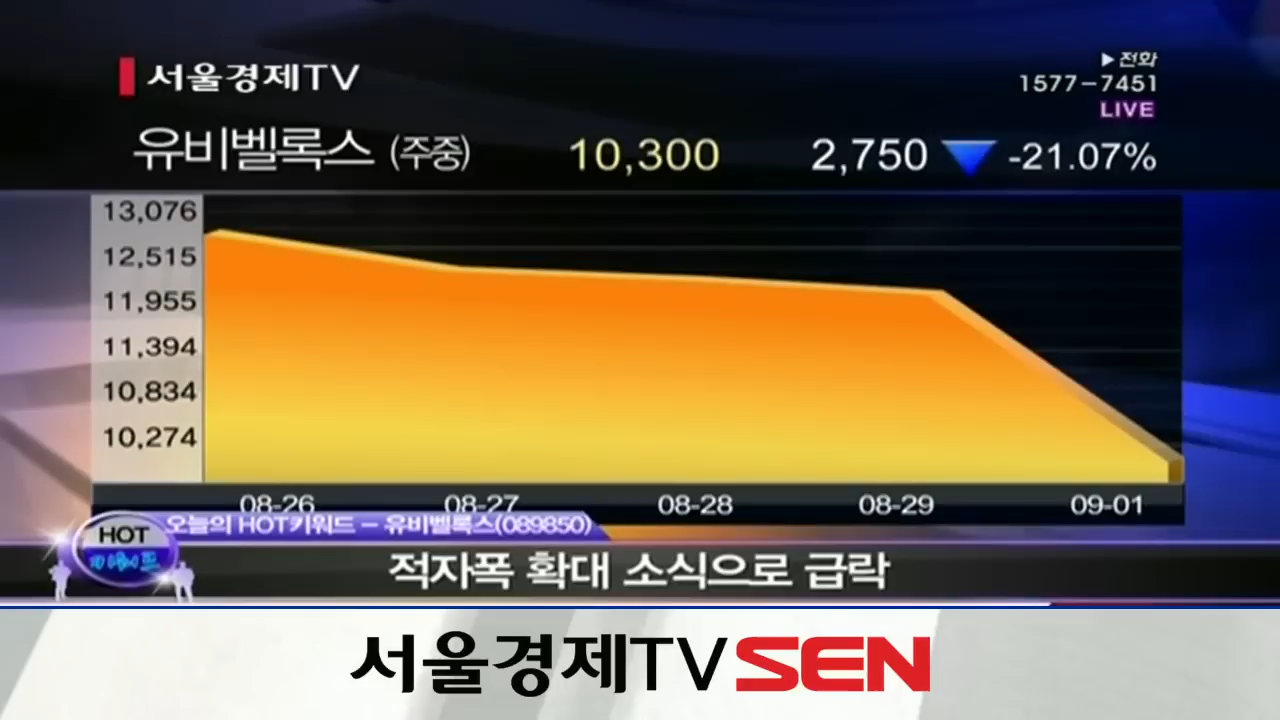 서울경제TV
▶전화
1577-7451
LIVE
유비벨록스 (주중) 10,300 2,750 ▼ -21.07%
13,076
12,515
11,955
11,394
10,834
10,274
08-26 08-27 08-28 08-29 09-01
HOT
키워드
오늘의 HOT키워드 - 유비벨록스(089850)
적자폭 확대 소식으로 급락
서울경제TV SEN